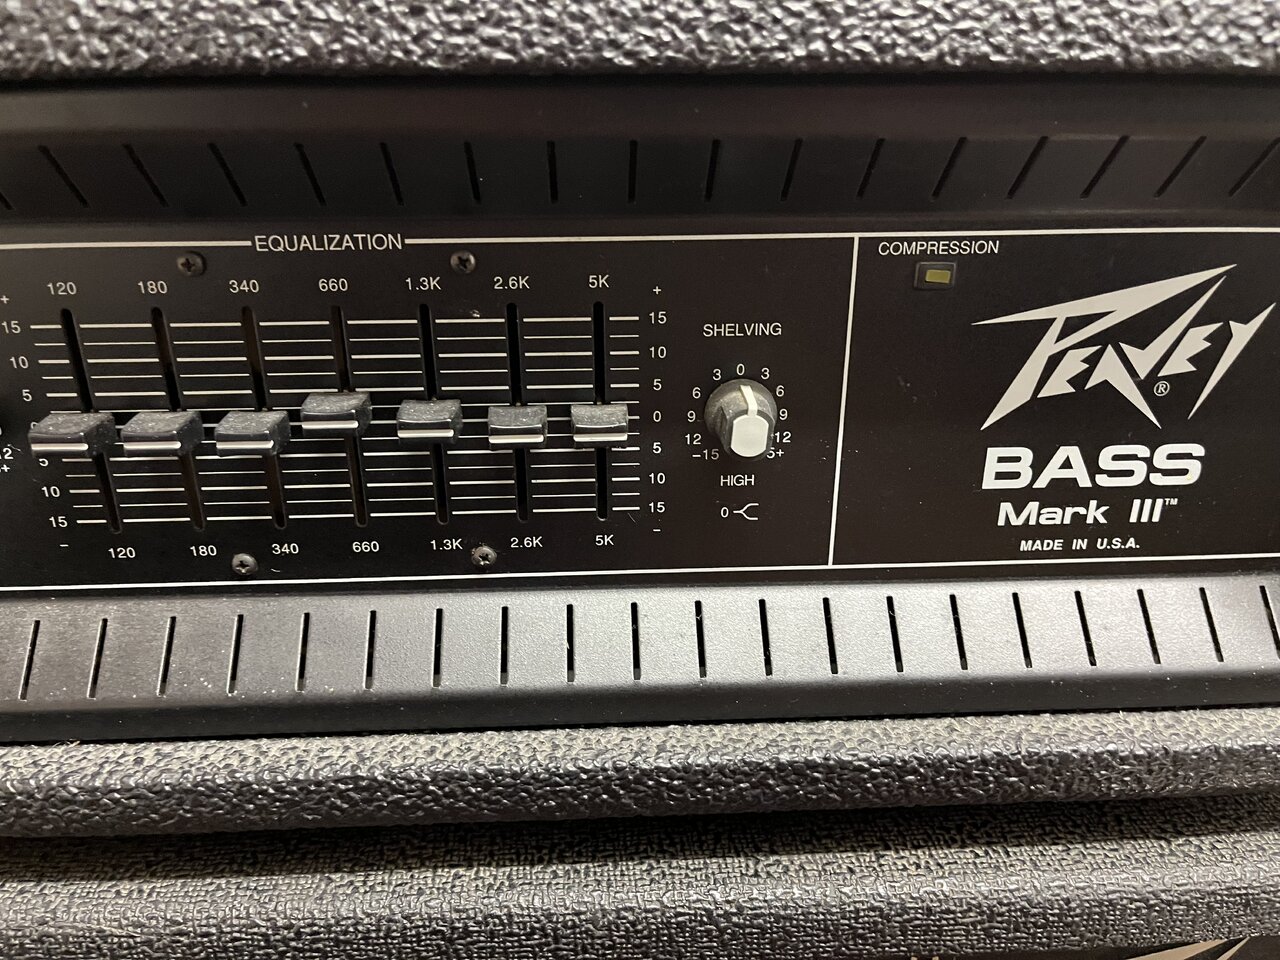 EQUALIZATION
COMPRESSION
120 180 340 660 1.3K 2.6K 5K
+ +
15 15
10 10
5 5
0
5 5
10 10
15 15
– –
120 180 340 660 1.3K 2.6K 5K
SHELVING
3 0 3
6 6
9 9
12 12
–15 5+
HIGH
0
PEAVEY®
BASS
Mark III™
MADE IN U.S.A.